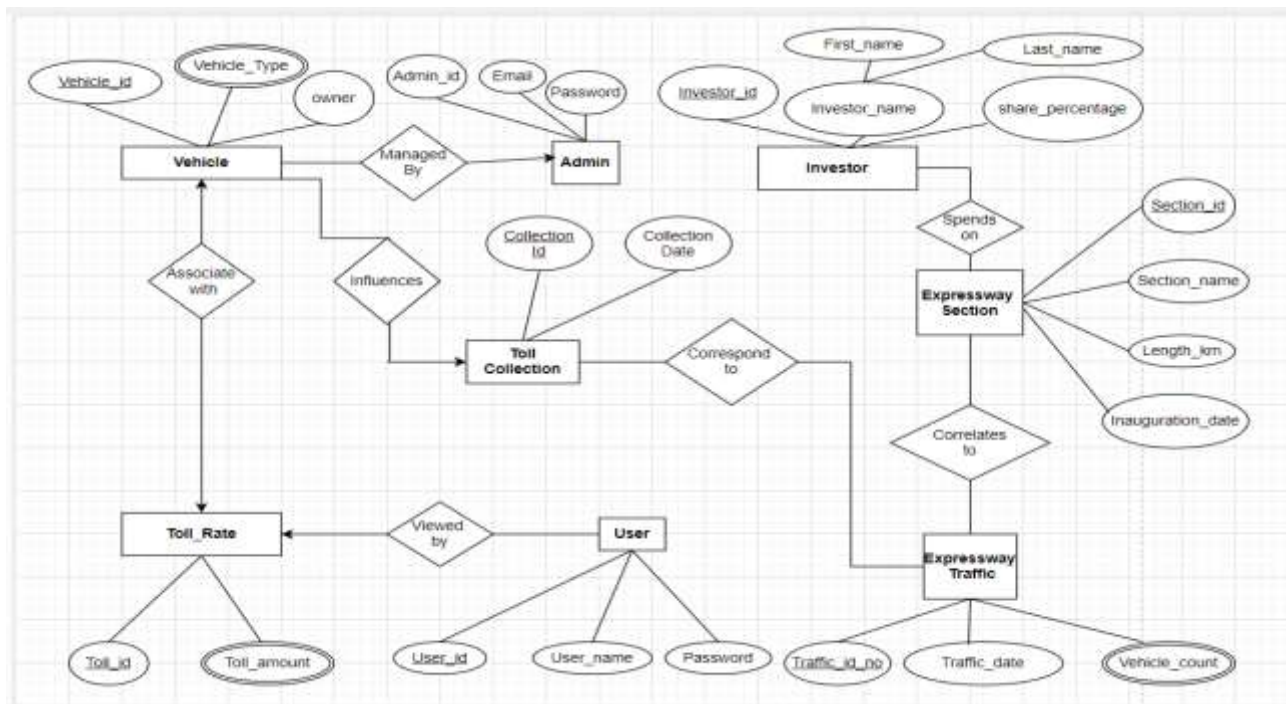 First_name
Last_name
Vehicle_Type
Vehicle_id
Admin_id
Email
Password
owner
Investor_id
Investor_name
share_percentage
Vehicle
Managed
By
Admin
Investor
Section_id
Spends
on
Collection
Id
Collection
Date
Associate
with
Influences
Section_name
Expressway
Section
Toll
Collection
Correspond
to
Length_km
Inauguration_date
Correlates
to
Toll_Rate
Viewed
by
User
Expressway
Traffic
Toll_id
Toll_amount
User_id
User_name
Password
Traffic_id_no
Traffic_date
Vehicle_count